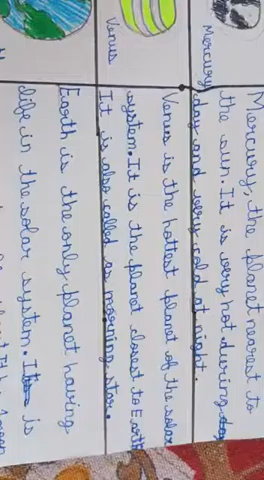 Mercury
Mercury, the planet nearest to
the sun. It is very hot during
day and very cold at night.
Venus
Venus is the hottest planet of the solar
system. It is the planet closest to Earth
It is also called as morning star.
Earth is the only planet having
life in the solar system. It is